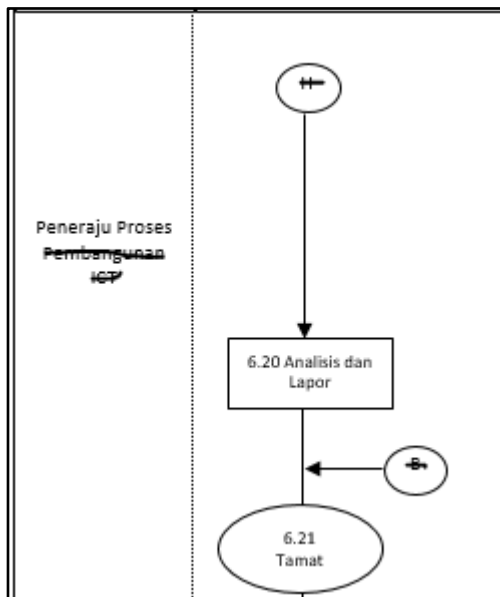 H
Peneraju Proses
Pembangunan
ICT
6.20 Analisis dan
Lapor
B
6.21
Tamat